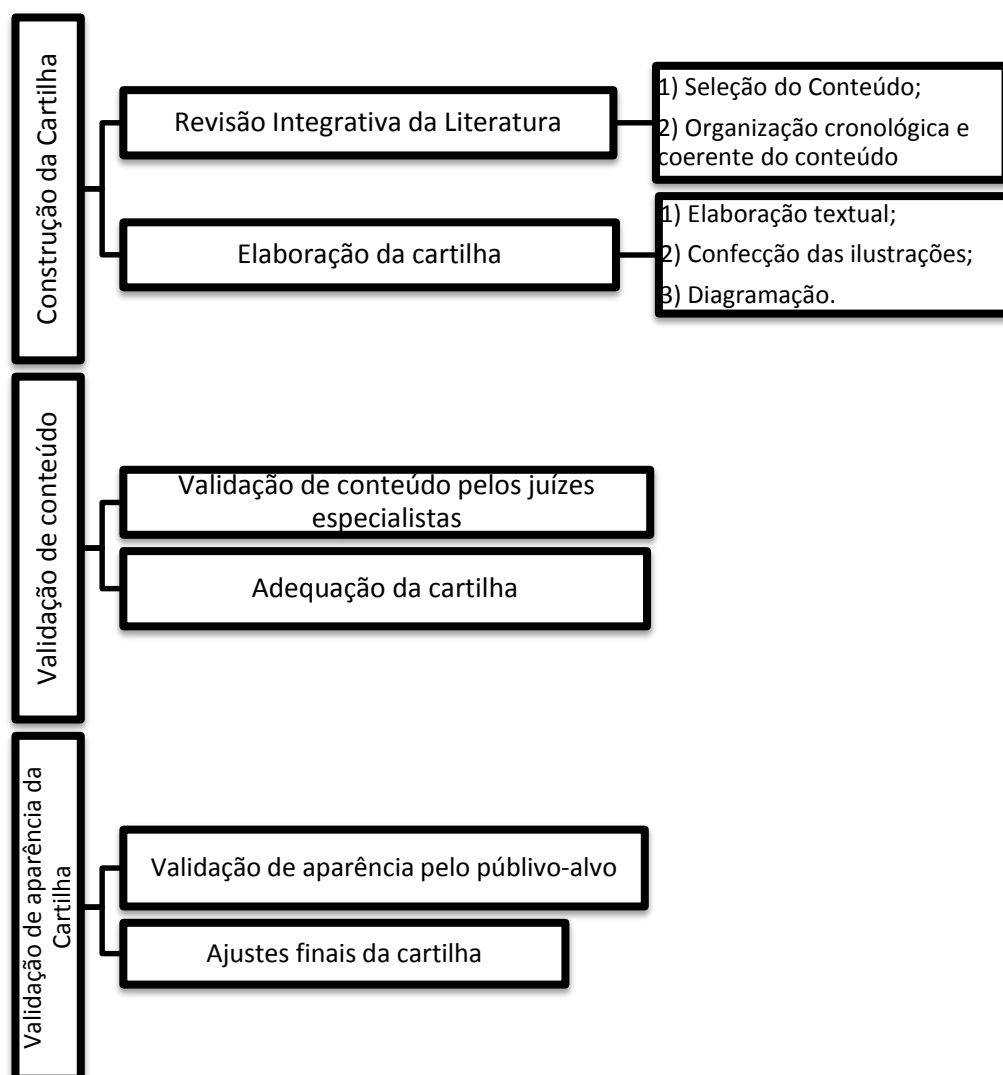 Construção da Cartilha
Revisão Integrativa da Literatura
1) Seleção do Conteúdo;
2) Organização cronológica e
coerente do conteúdo
Elaboração da cartilha
1) Elaboração textual;
2) Confecção das ilustrações;
3) Diagramação.
Validação de conteúdo
Validação de conteúdo pelos juízes
especialistas
Adequação da cartilha
Validação de aparência da
Cartilha
Validação de aparência pelo públivo-alvo
Ajustes finais da cartilha